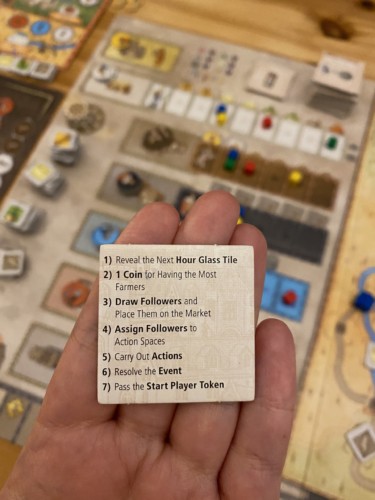 1) Reveal the Next Hour Glass Tile
2) 1 Coin for Having the Most
Farmers
3) Draw Followers and
Place Them on the Market
4) Assign Followers to
Action Spaces
5) Carry Out Actions
6) Resolve the Event
7) Pass the Start Player Token